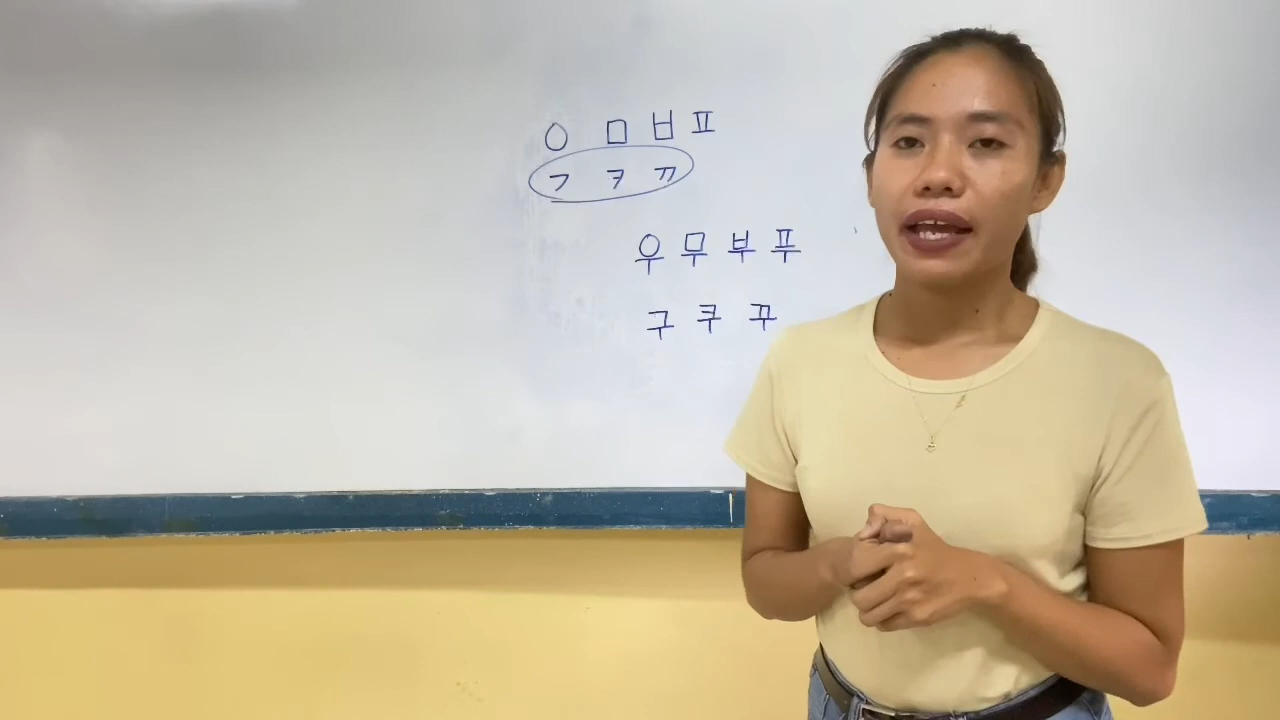 ㅇ ㅁ ㅂ ㅍ
ㄱ ㅋ ㄲ
우 무 부 푸
구 쿠 꾸